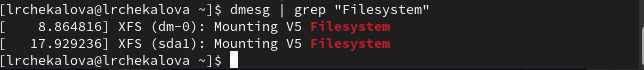 [lrchekalova@lrchekalova ~]$ dmesg | grep "Filesystem"
[    8.864816] XFS (dm-0): Mounting V5 Filesystem
[   17.929236] XFS (sda1): Mounting V5 Filesystem
[lrchekalova@lrchekalova ~]$